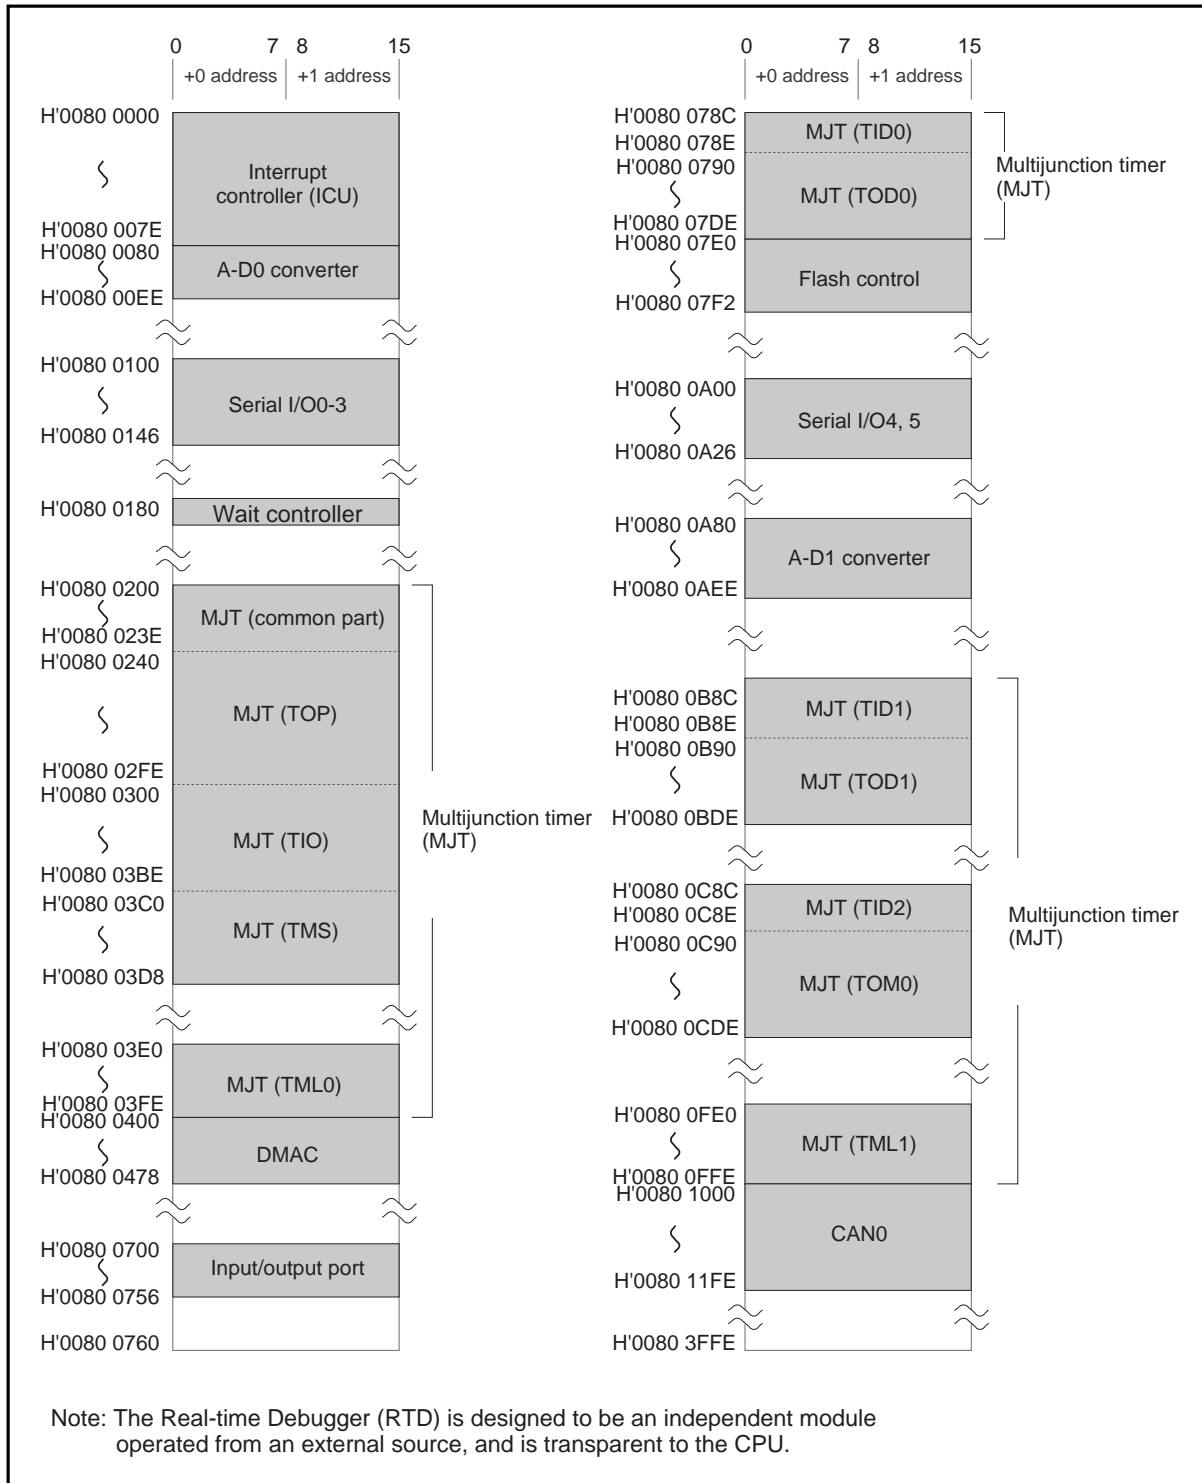 0 7 8 15
+0 address +1 address
H'0080 0000
Interrupt
controller (ICU)
H'0080 007E
H'0080 0080
A-D0 converter
H'0080 00EE
H'0080 0100
Serial I/O0-3
H'0080 0146
H'0080 0180
Wait controller
H'0080 0200
MJT (common part)
H'0080 023E
H'0080 0240
MJT (TOP)
H'0080 02FE
H'0080 0300
Multijunction timer
(MJT)
MJT (TIO)
H'0080 03BE
H'0080 03C0
MJT (TMS)
H'0080 03D8
H'0080 03E0
MJT (TML0)
H'0080 03FE
H'0080 0400
DMAC
H'0080 0478
H'0080 0700
Input/output port
H'0080 0756
H'0080 0760
0 7 8 15
+0 address +1 address
H'0080 078C
MJT (TID0)
H'0080 078E
H'0080 0790
Multijunction timer
(MJT)
MJT (TOD0)
H'0080 07DE
H'0080 07E0
Flash control
H'0080 07F2
H'0080 0A00
Serial I/O4, 5
H'0080 0A26
H'0080 0A80
A-D1 converter
H'0080 0AEE
H'0080 0B8C
MJT (TID1)
H'0080 0B8E
H'0080 0B90
MJT (TOD1)
H'0080 0BDE
H'0080 0C8C
MJT (TID2)
H'0080 0C8E
Multijunction timer
(MJT)
H'0080 0C90
MJT (TOM0)
H'0080 0CDE
H'0080 0FE0
MJT (TML1)
H'0080 0FFE
H'0080 1000
CAN0
H'0080 11FE
H'0080 3FFE
Note: The Real-time Debugger (RTD) is designed to be an independent module
operated from an external source, and is transparent to the CPU.